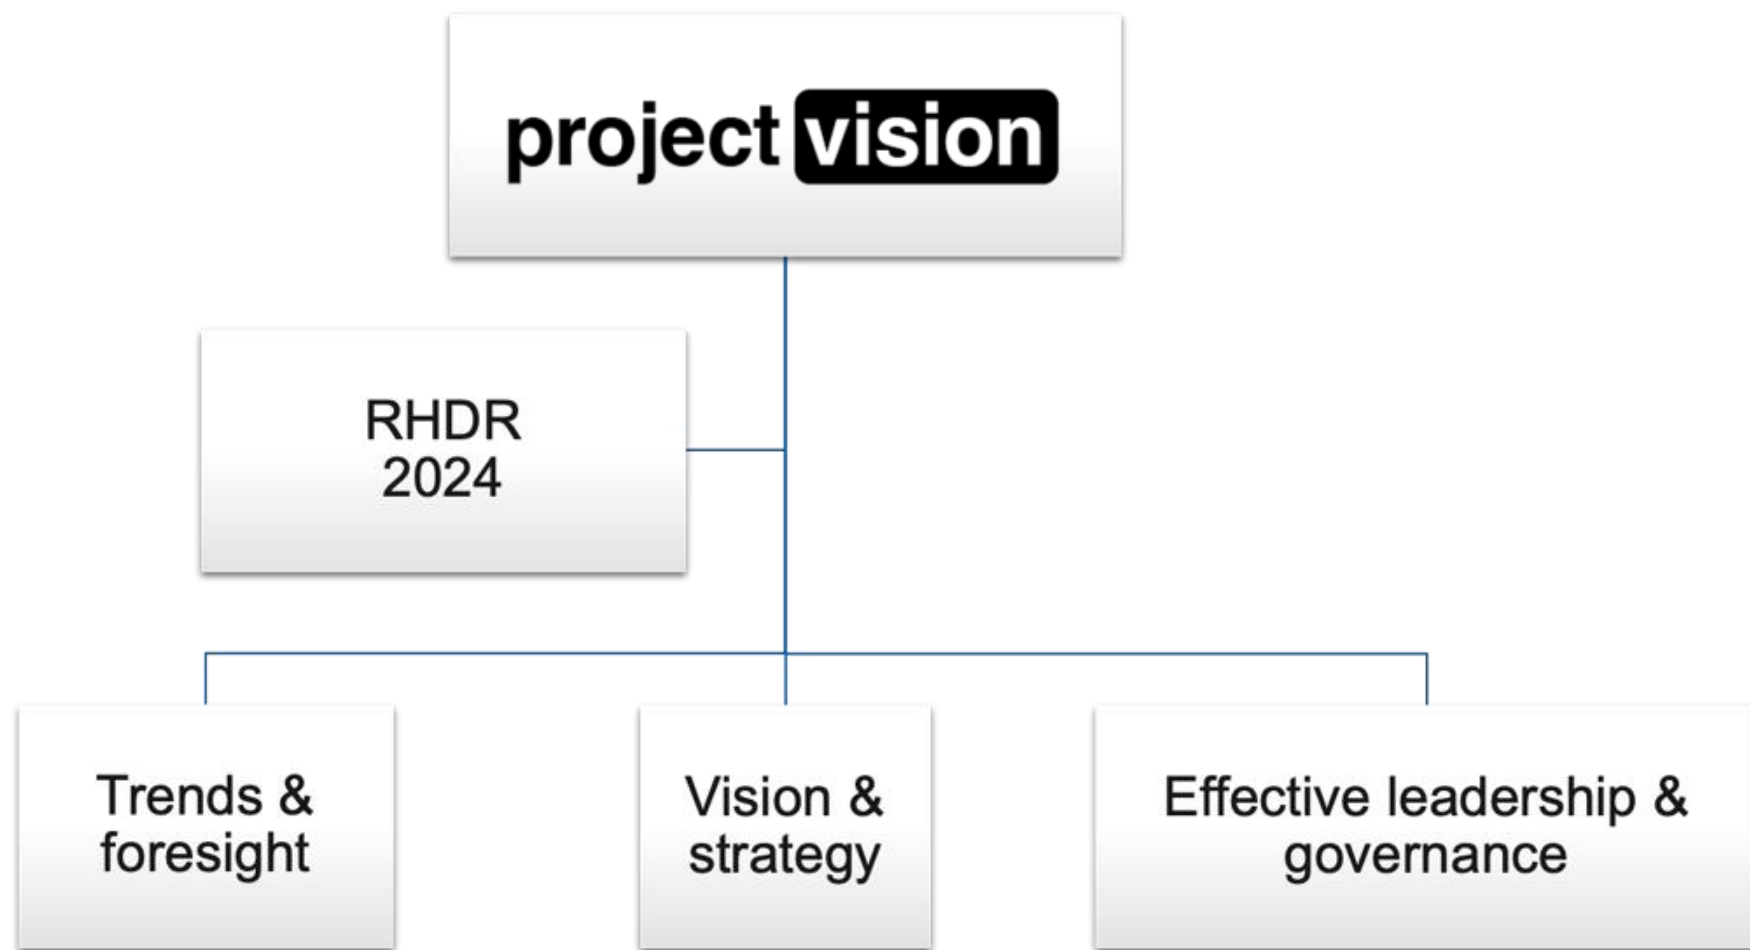 project vision
RHDR
2024
Trends &
foresight
Vision &
strategy
Effective leadership &
governance